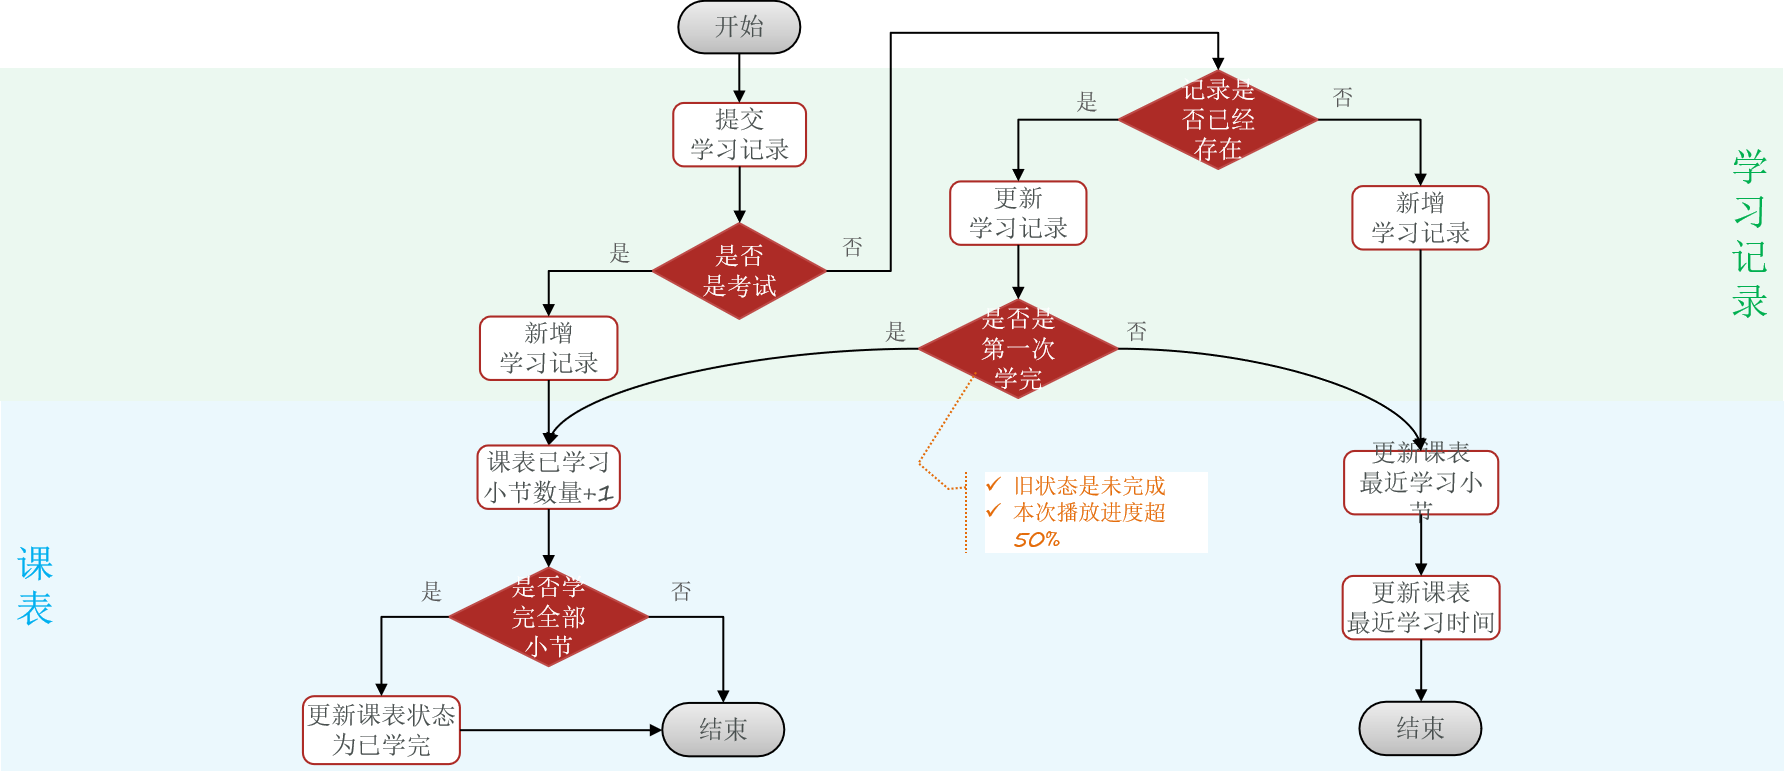 开始
提交
学习记录
是否
是考试
是
否
新增
学习记录
记录是
否已经
存在
是
否
更新
学习记录
新增
学习记录
是否是
第一次
学完
是
否
学
习
记
录
课表已学习
小节数量+1
旧状态是未完成
本次播放进度超
50%
更新课表
最近学习小
节
课
表
是否学
完全部
小节
是
否
更新课表
最近学习时间
更新课表状态
为已学完
结束
结束